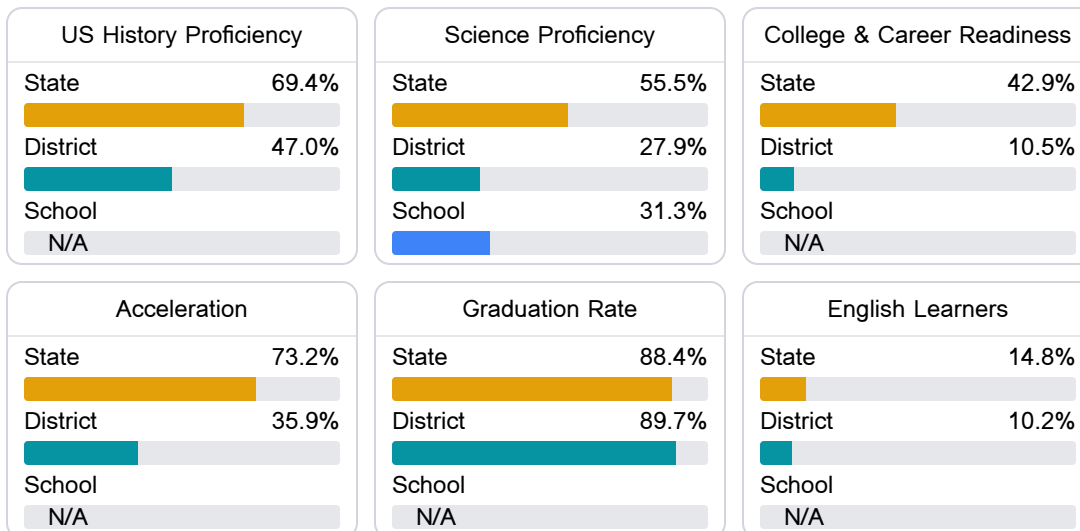 US History Proficiency
State 69.4%
District 47.0%
School
N/A
Science Proficiency
State 55.5%
District 27.9%
School 31.3%
College & Career Readiness
State 42.9%
District 10.5%
School
N/A
Acceleration
State 73.2%
District 35.9%
School
N/A
Graduation Rate
State 88.4%
District 89.7%
School
N/A
English Learners
State 14.8%
District 10.2%
School
N/A